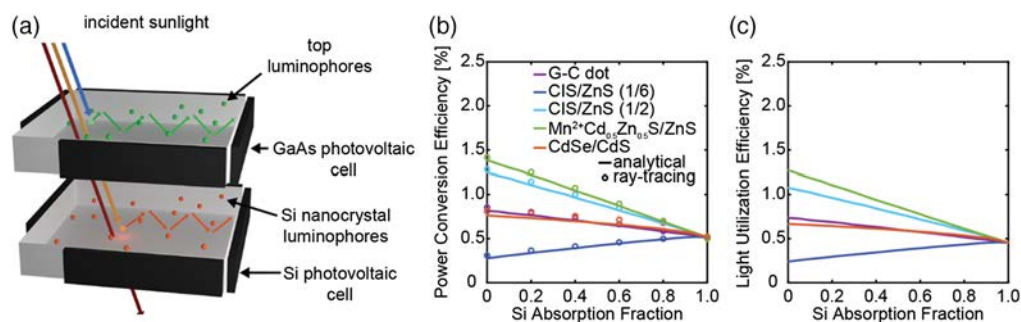 (a)
incident sunlight
top
luminophores
GaAs photovoltaic
cell
Si nanocrystal
luminophores
Si photovoltaic
cell
(b)
Power Conversion Efficiency [%]
2.5
2.0
1.5
1.0
0.5
0
G-C dot
CIS/ZnS (1/6)
CIS/ZnS (1/2)
Mn²⁺Cd₀.₅Zn₀.₅S/ZnS
CdSe/CdS
analytical
ray-tracing
0 0.2 0.4 0.6 0.8 1.0
Si Absorption Fraction
(c)
Light Utilization Efficiency [%]
2.5
2.0
1.5
1.0
0.5
0
0 0.2 0.4 0.6 0.8 1.0
Si Absorption Fraction